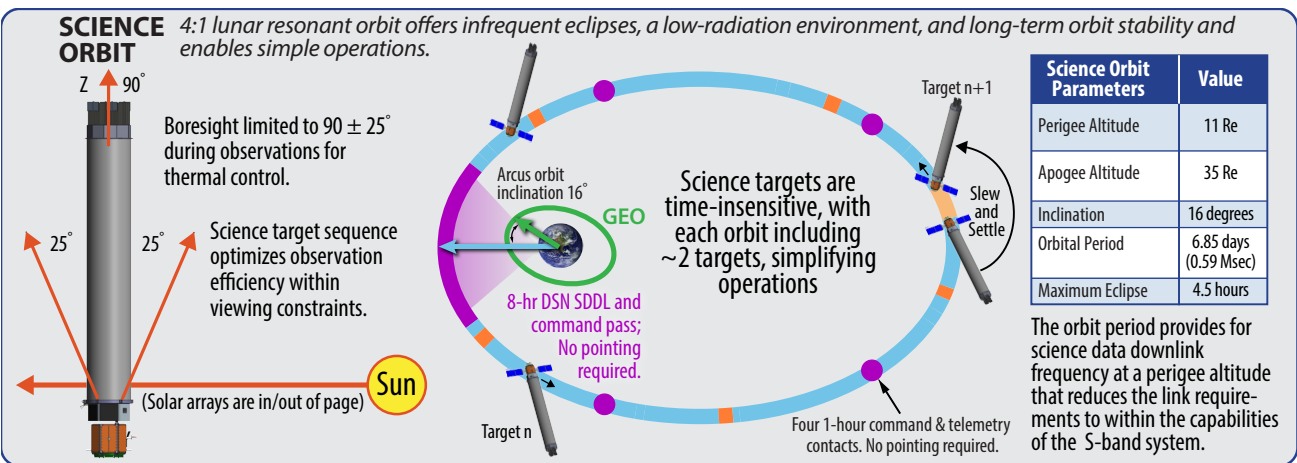 SCIENCE ORBIT
4:1 lunar resonant orbit offers infrequent eclipses, a low-radiation environment, and long-term orbit stability and
enables simple operations.
Z 90°
Boresight limited to 90 ± 25°
during observations for
thermal control.
25°
25°
Science target sequence
optimizes observation
efficiency within
viewing constraints.
Sun
(Solar arrays are in/out of page)
Arcus orbit
inclination 16°
GEO
8-hr DSN SDDL and
command pass;
No pointing
required.
Target n
Science targets are
time-insensitive, with
each orbit including
~2 targets, simplifying
operations
Target n+1
Slew
and
Settle
Four 1-hour command & telemetry
contacts. No pointing required.
Science Orbit Parameters Value
Perigee Altitude 11 Re
Apogee Altitude 35 Re
Inclination 16 degrees
Orbital Period 6.85 days (0.59 Msec)
Maximum Eclipse 4.5 hours
The orbit period provides for
science data downlink
frequency at a perigee altitude
that reduces the link require-
ments to within the capabilities
of the S-band system.